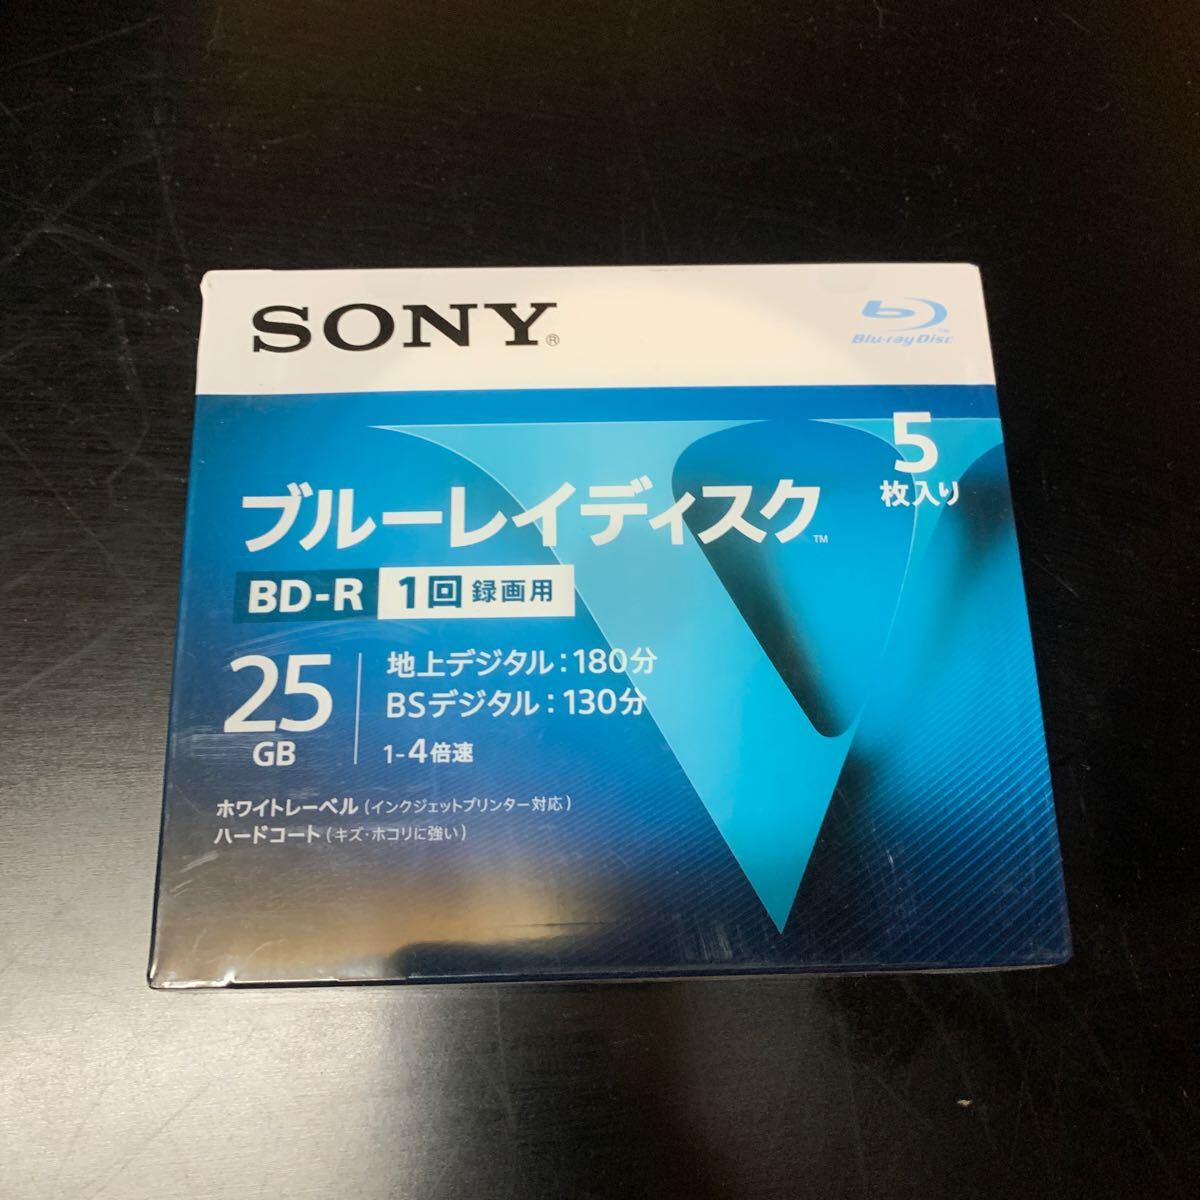 SONY®
Blu-ray Disc™
5
枚入り
ブルーレイディスク™
BD-R 1回 録画用
25
GB
地上デジタル：180分
BSデジタル：130分
1-4倍速
ホワイトレーベル（インクジェットプリンター対応）
ハードコート（キズ・ホコリに強い）